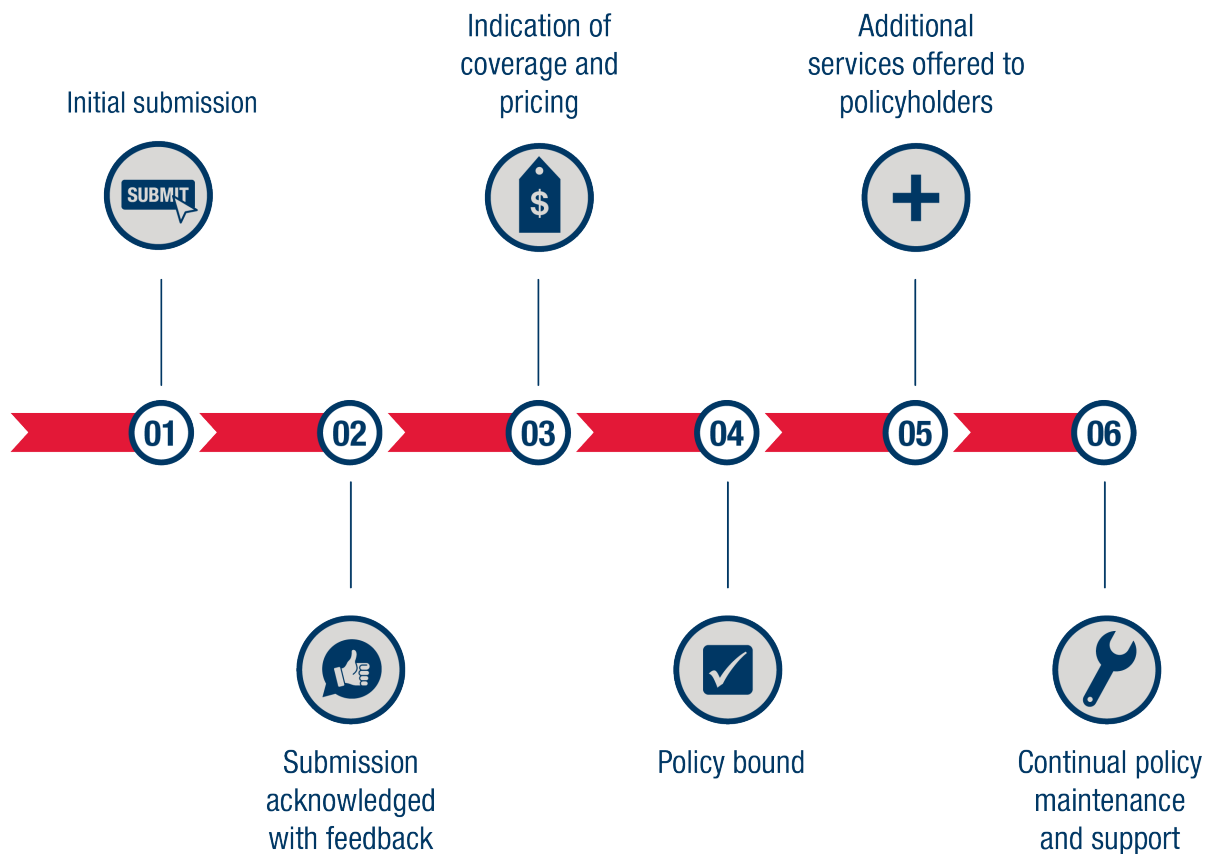 Initial submission
SUBMIT
01
Submission
acknowledged
with feedback
02
Indication of
coverage and
pricing
$
03
Policy bound
04
Additional
services offered to
policyholders
05
Continual policy
maintenance
and support
06